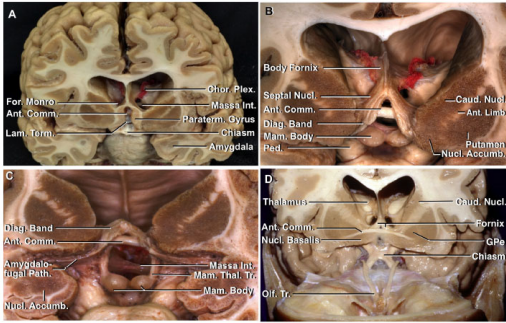 A
Chor. Plex.
For. Monro
Massa Int.
Ant. Comm.
Paraterm. Gyrus
Lam. Term.
Chiasm
Amygdala
B
Body Fornix
Septal Nucl.
Caud. Nucl.
Ant. Comm.
Ant. Limb
Diag. Band
Mam. Body
Putamen
Ped.
Nucl. Accumb.
C
Diag. Band
Ant. Comm.
Amygdalo-
fugal Path.
Massa Int.
Mam. Thal. Tr.
Nucl. Accumb.
Mam. Body
D
Thalamus
Caud. Nucl.
Ant. Comm.
Fornix
Nucl. Basalis
GPe
Chiasm
Olf. Tr.